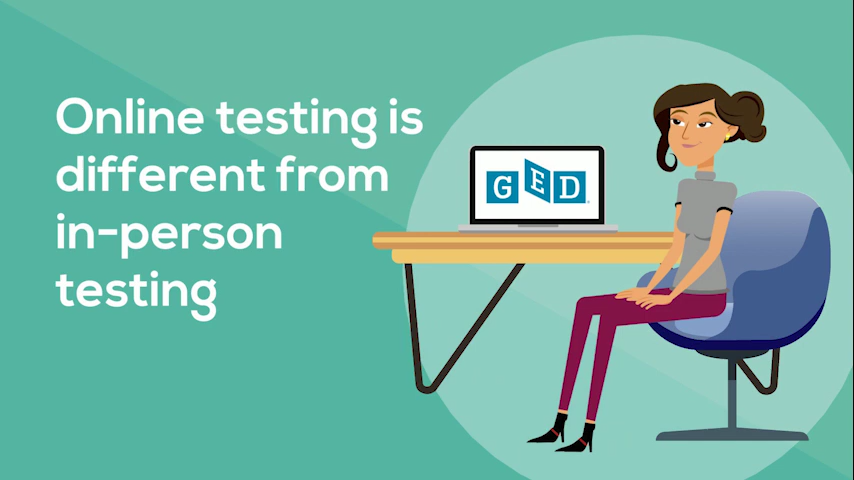 Online testing is
different from
in-person
testing
GED